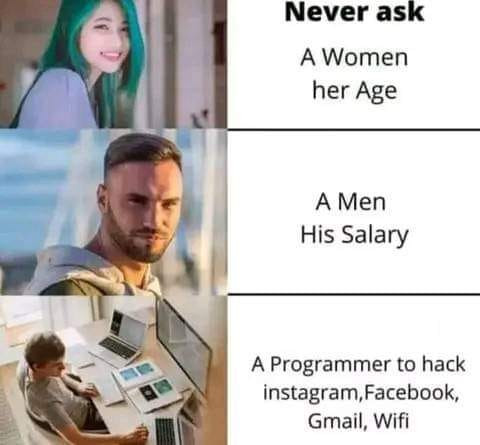 Never ask
A Women
her Age
A Men
His Salary
A Programmer to hack
instagram,Facebook,
Gmail, Wifi